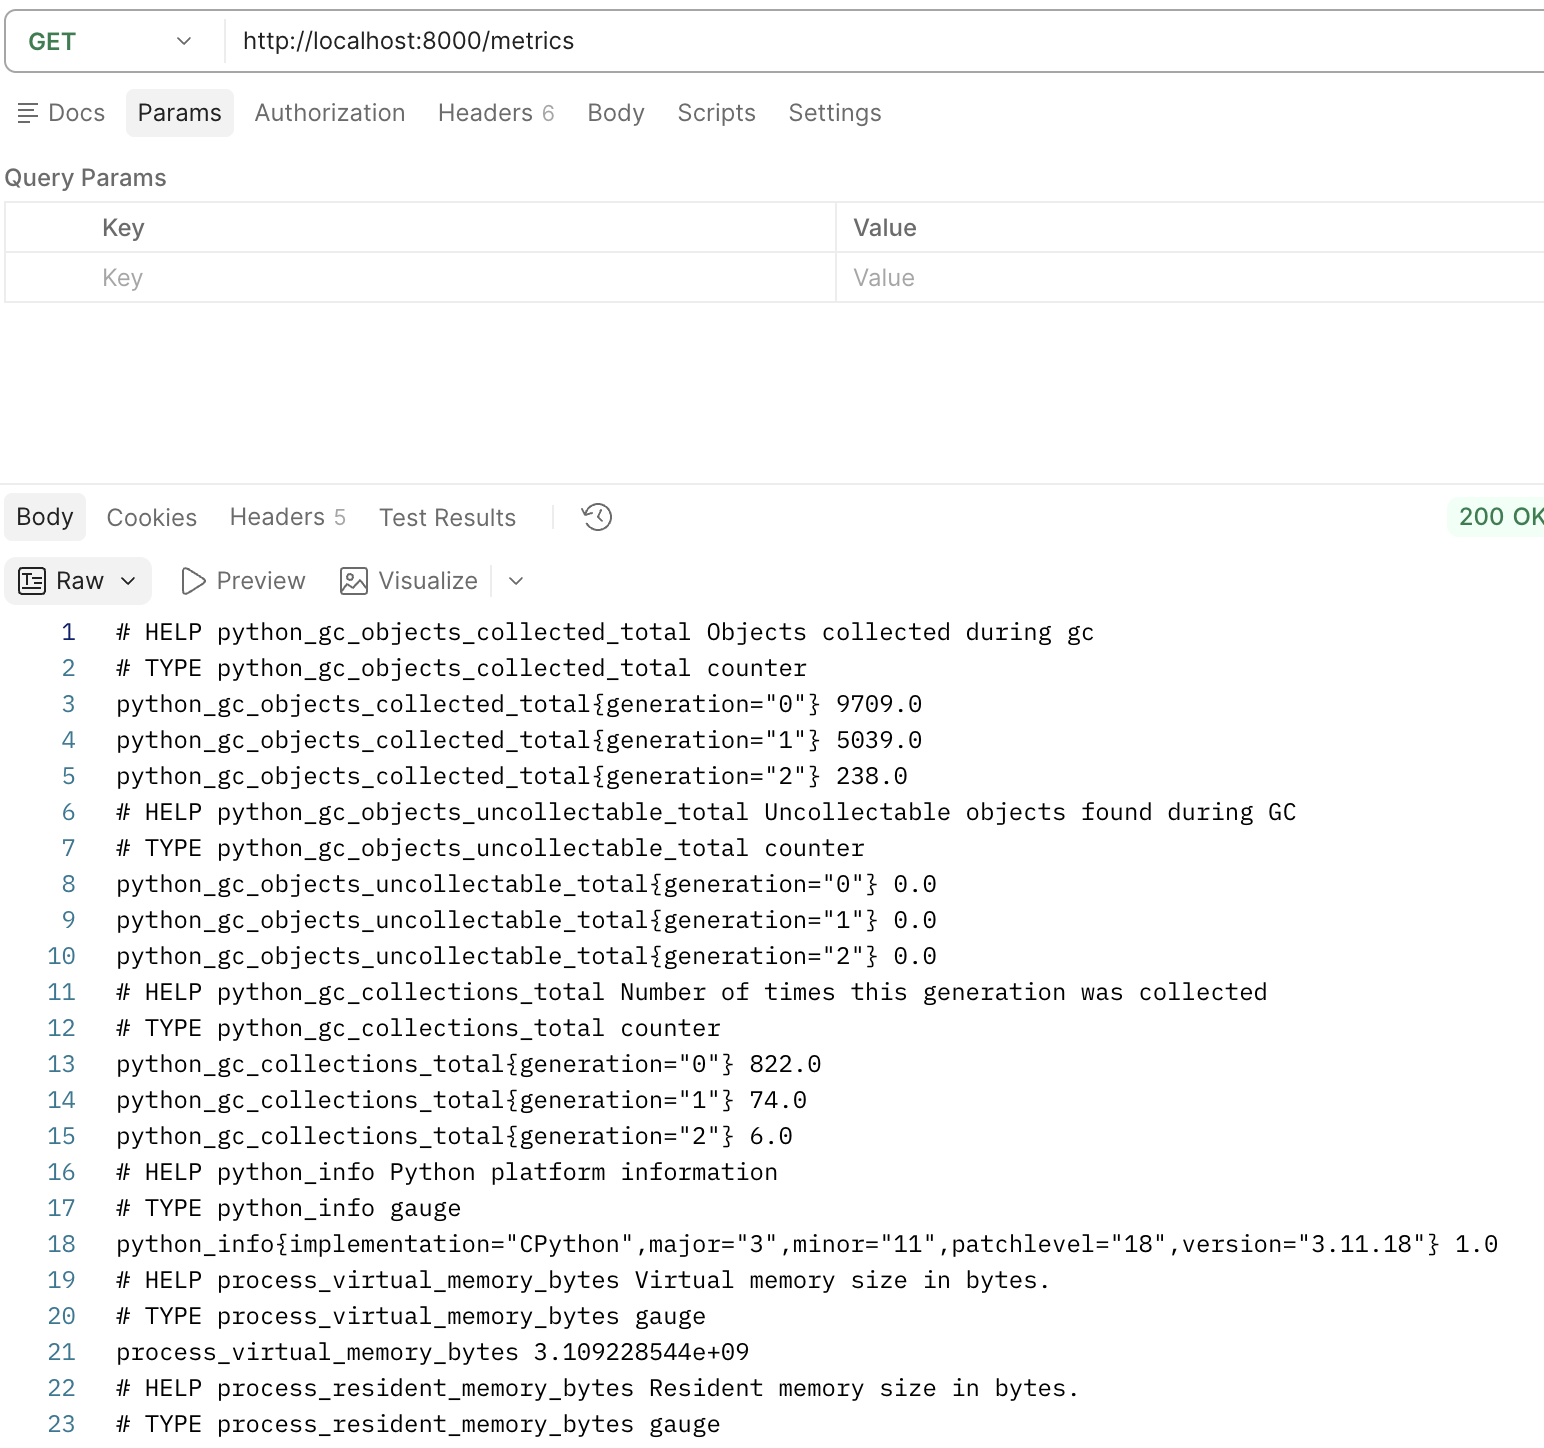 GET http://localhost:8000/metrics
Docs Params Authorization Headers 6 Body Scripts Settings
Query Params
Key Value
Key Value
Body Cookies Headers 5 Test Results 200 OK
Raw Preview Visualize
1 # HELP python_gc_objects_collected_total Objects collected during gc
2 # TYPE python_gc_objects_collected_total counter
3 python_gc_objects_collected_total{generation="0"} 9709.0
4 python_gc_objects_collected_total{generation="1"} 5039.0
5 python_gc_objects_collected_total{generation="2"} 238.0
6 # HELP python_gc_objects_uncollectable_total Uncollectable objects found during GC
7 # TYPE python_gc_objects_uncollectable_total counter
8 python_gc_objects_uncollectable_total{generation="0"} 0.0
9 python_gc_objects_uncollectable_total{generation="1"} 0.0
10 python_gc_objects_uncollectable_total{generation="2"} 0.0
11 # HELP python_gc_collections_total Number of times this generation was collected
12 # TYPE python_gc_collections_total counter
13 python_gc_collections_total{generation="0"} 822.0
14 python_gc_collections_total{generation="1"} 74.0
15 python_gc_collections_total{generation="2"} 6.0
16 # HELP python_info Python platform information
17 # TYPE python_info gauge
18 python_info{implementation="CPython",major="3",minor="11",patchlevel="18",version="3.11.18"} 1.0
19 # HELP process_virtual_memory_bytes Virtual memory size in bytes.
20 # TYPE process_virtual_memory_bytes gauge
21 process_virtual_memory_bytes 3.109228544e+09
22 # HELP process_resident_memory_bytes Resident memory size in bytes.
23 # TYPE process_resident_memory_bytes gauge